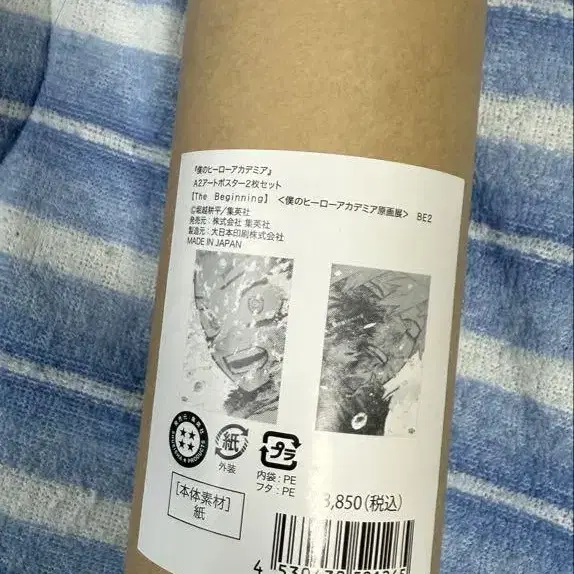 『僕のヒーローアカデミア』
A2アートポスター2枚セット
【The Beginning】 <僕のヒーローアカデミア原画展> BE2
©堀越耕平/集英社
発売元:株式会社 集英社
製造元:大日本印刷株式会社
MADE IN JAPAN
紙
外装
プラ
内袋:PE
フタ:PE
[本体素材]
紙
3,850(税込)